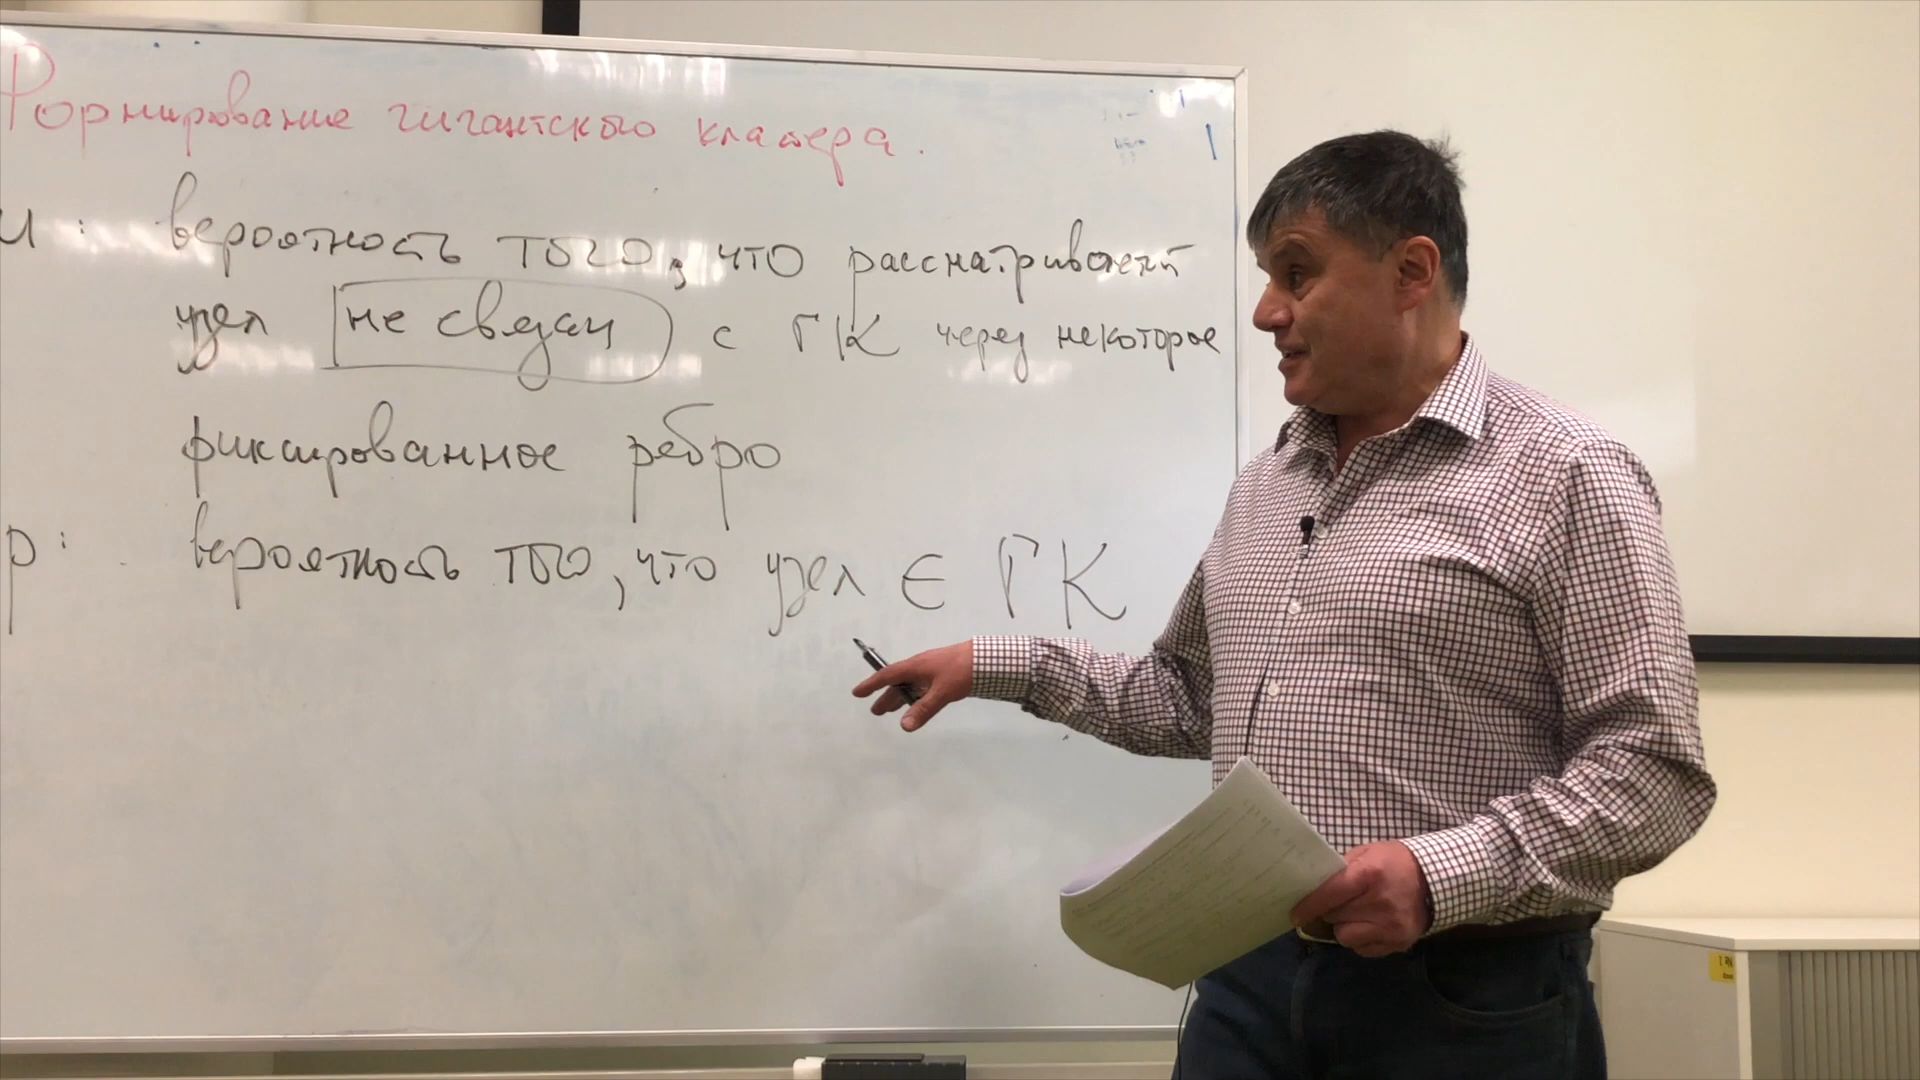 Формирование гигантского кластера.
u: вероятность того, что рассматриваемый
узел не связан с ГК через некоторое
фиксированное ребро
p: вероятность того, что узел ∈ ГК